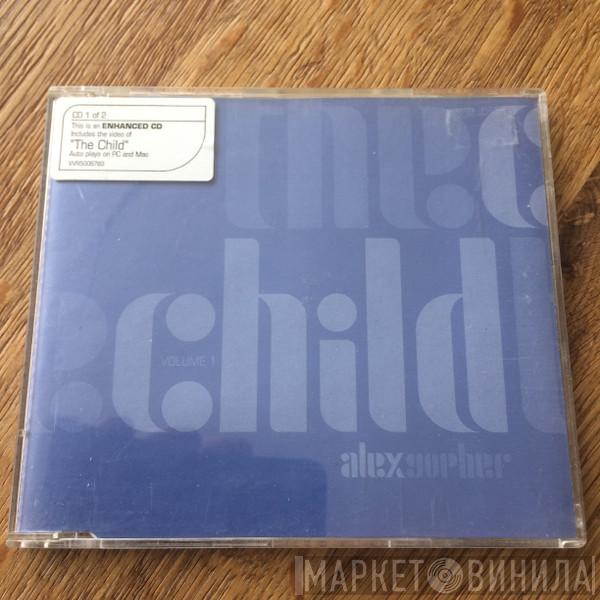 CD 1 of 2
This is an ENHANCED CD
Includes the video of
"The Child"
Auto plays on PC and Mac
VVR5006783
the c
child
VOLUME 1
alexgopher
МАРКЕТ ВИНИЛА